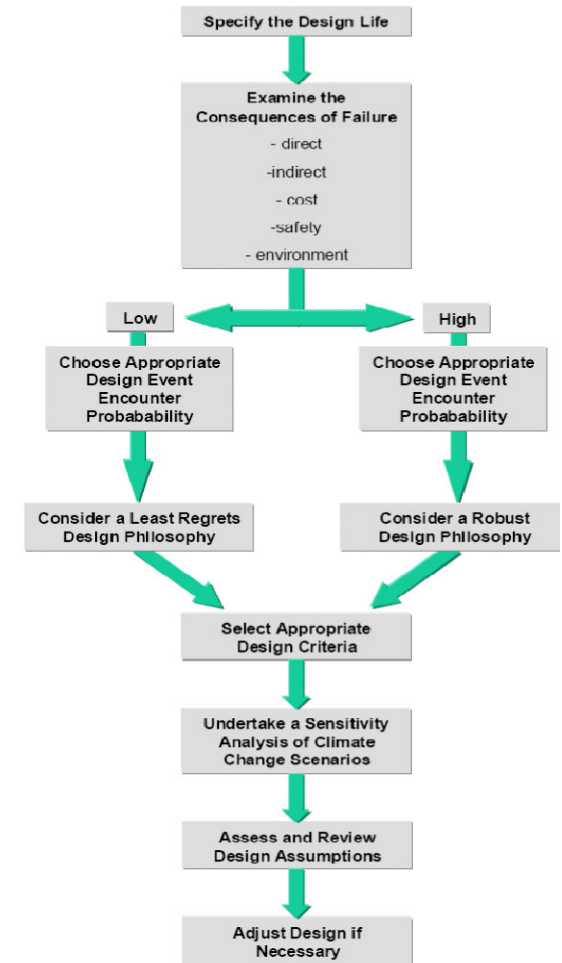 Specify the Design Life
Examine the
Consequences of Failure
- direct
-indirect
- cost
-safety
- environment
Low
High
Choose Appropriate
Design Event
Encounter
Probabability
Choose Appropriate
Design Event
Encounter
Probabability
Consider a Least Regrets
Design Philosophy
Consider a Robust
Design Philosophy
Select Appropriate
Design Criteria
Undertake a Sensitivity
Analysis of Climate
Change Scenarios
Assess and Review
Design Assumptions
Adjust Design if
Necessary